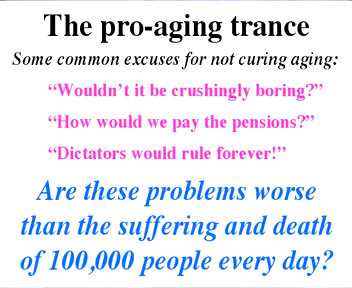 The pro-aging trance
Some common excuses for not curing aging:
“Wouldn’t it be crushingly boring?”
“How would we pay the pensions?”
“Dictators would rule forever!”
Are these problems worse
than the suffering and death
of 100,000 people every day?